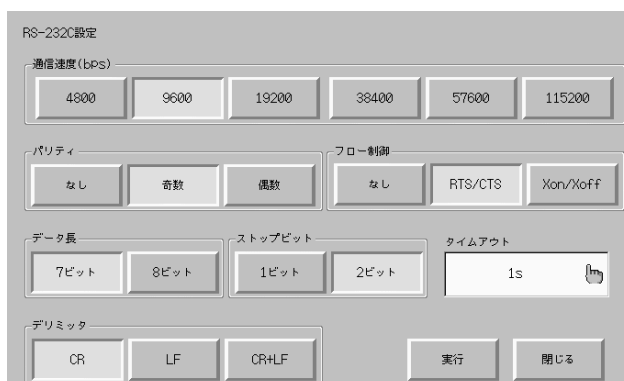 RS-232C設定
通信速度(bps)
4800 9600 19200 38400 57600 115200
パリティ フロー制御
なし 奇数 偶数 なし RTS/CTS Xon/Xoff
データ長 ストップビット タイムアウト
7ビット 8ビット 1ビット 2ビット 1s
デリミッタ
CR LF CR+LF 実行 閉じる